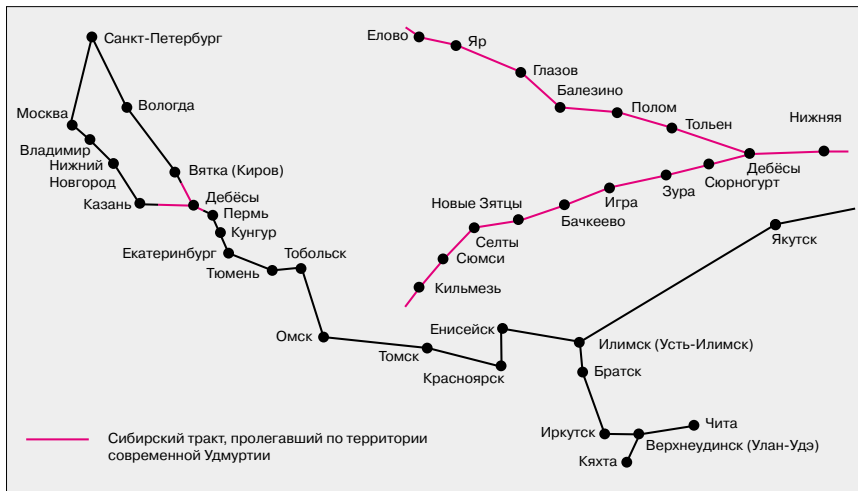 Санкт-Петербург
Вологда
Москва
Владимир
Нижний
Новгород
Вятка (Киров)
Казань
Дебёсы
Пермь
Кунгур
Екатеринбург
Тюмень
Тобольск
Омск
Томск
Красноярск
Енисейск
Илимск (Усть-Илимск)
Братск
Иркутск
Верхнеудинск (Улан-Удэ)
Чита
Кяхта
Якутск
Елово
Яр
Глазов
Балезино
Полом
Тольен
Нижняя
Дебёсы
Сюрногурт
Зура
Игра
Бачкеево
Новые Зятцы
Селты
Сюмси
Кильмезь
Сибирский тракт, пролегавший по территории
современной Удмуртии